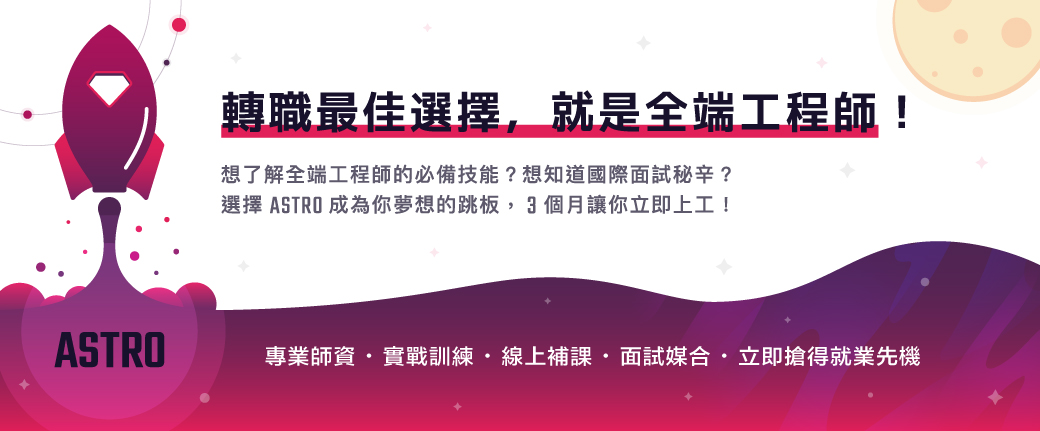 轉職最佳選擇，就是全端工程師！
想了解全端工程師的必備技能？想知道國際面試秘辛？
選擇 ASTRO 成為你夢想的跳板，3 個月讓你立即上工！
ASTRO
專業師資・實戰訓練・線上補課・面試媒合・立即搶得就業先機